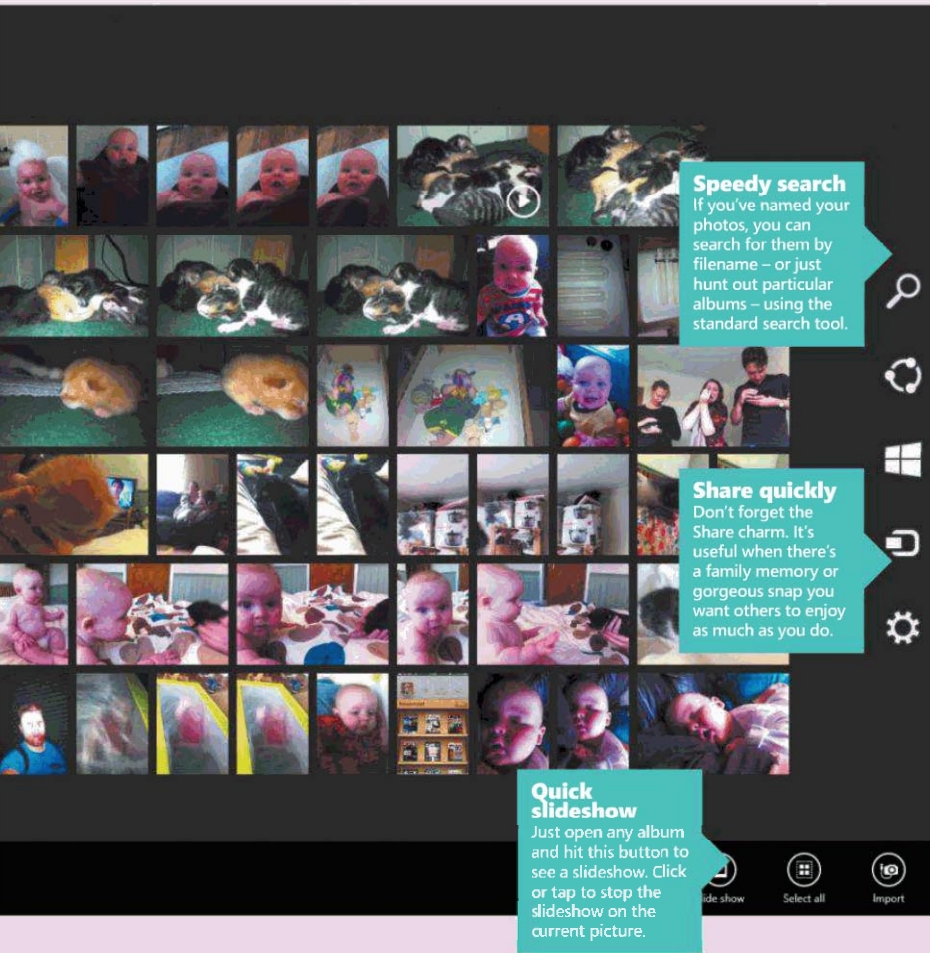 Speedy search
If you've named your
photos, you can
search for them by
filename – or just
hunt out particular
albums – using the
standard search tool.
Share quickly
Don't forget the
Share charm. It's
useful when there's
a family memory or
gorgeous snap you
want others to enjoy
as much as you do.
Quick
slideshow
Just open any album
and hit this button to
see a slideshow. Click
or tap to stop the
slideshow on the
current picture.
ide show
Select all
Import